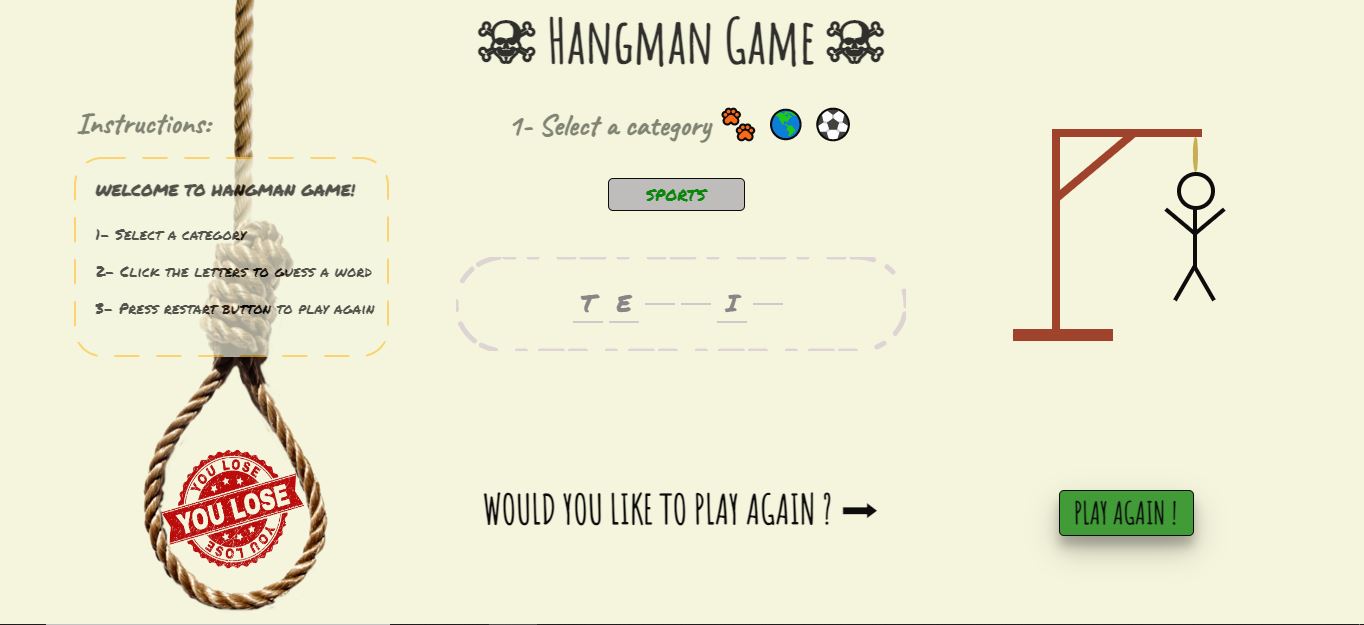 Hangman Game
Instructions:
1- Select a category
WELCOME TO HANGMAN GAME!
1- Select a category
2- Click the letters to guess a word
3- Press restart button to play again
SPORTS
T E _ _ I _
YOU LOSE
YOU LOSE
YOU LOSE
WOULD YOU LIKE TO PLAY AGAIN ?
PLAY AGAIN !